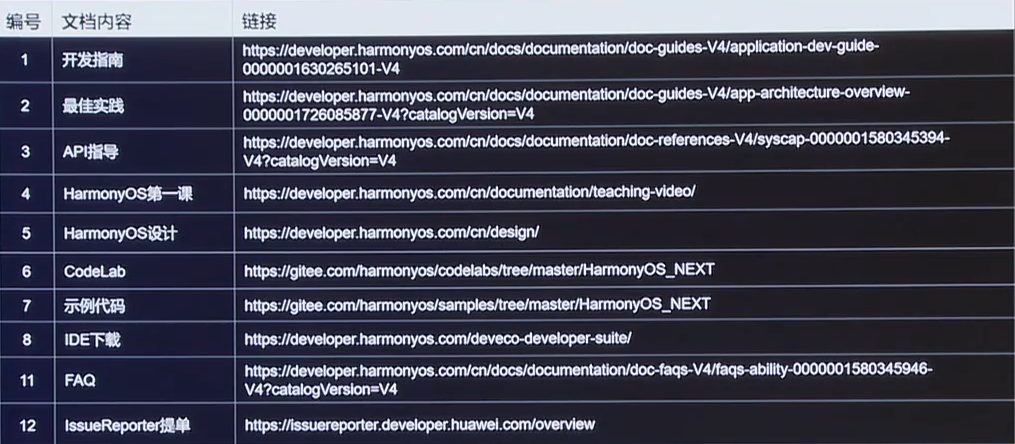 编号 文档内容 链接
1 开发指南 https://developer.harmonyos.com/cn/docs/documentation/doc-guides-V4/application-dev-guide-
0000001630265101-V4
2 最佳实践 https://developer.harmonyos.com/cn/docs/documentation/doc-guides-V4/app-architecture-overview-
0000001726085877-V4?catalogVersion=V4
3 API指导 https://developer.harmonyos.com/cn/docs/documentation/doc-references-V4/syscap-0000001580345394-
V4?catalogVersion=V4
4 HarmonyOS第一课 https://developer.harmonyos.com/cn/documentation/teaching-video/
5 HarmonyOS设计 https://developer.harmonyos.com/cn/design/
6 CodeLab https://gitee.com/harmonyos/codelabs/tree/master/HarmonyOS_NEXT
7 示例代码 https://gitee.com/harmonyos/samples/tree/master/HarmonyOS_NEXT
8 IDE下载 https://developer.harmonyos.com/deveco-developer-suite/
11 FAQ https://developer.harmonyos.com/cn/docs/documentation/doc-faqs-V4/faqs-ability-0000001580345946-
V4?catalogVersion=V4
12 IssueReporter提单 https://issuereporter.developer.huawei.com/overview